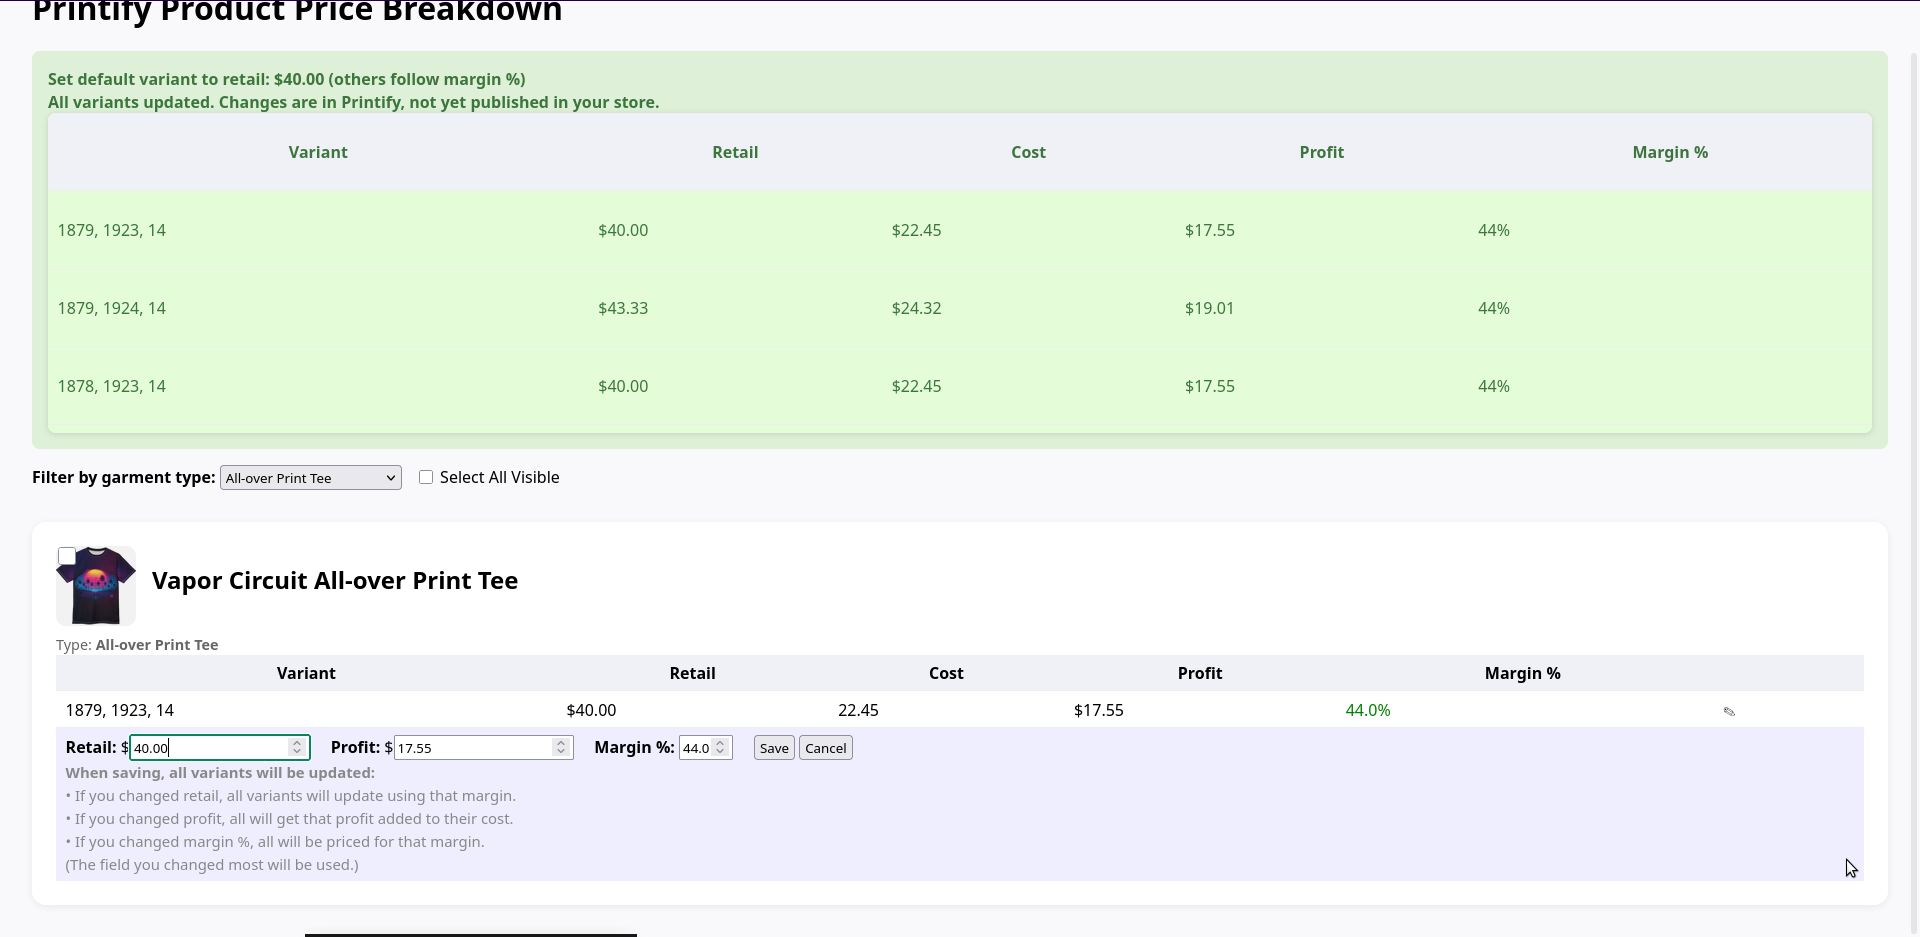 Printify Product Price Breakdown
Set default variant to retail: $40.00 (others follow margin %)
All variants updated. Changes are in Printify, not yet published in your store.
Variant Retail Cost Profit Margin %
1879, 1923, 14 $40.00 $22.45 $17.55 44%
1879, 1924, 14 $43.33 $24.32 $19.01 44%
1878, 1923, 14 $40.00 $22.45 $17.55 44%
Filter by garment type: All-over Print Tee Select All Visible
Vapor Circuit All-over Print Tee
Type: All-over Print Tee
Variant Retail Cost Profit Margin %
1879, 1923, 14 $40.00 22.45 $17.55 44.0%
Retail: $ 40.00 Profit: $ 17.55 Margin %: 44.0 Save Cancel
When saving, all variants will be updated:
• If you changed retail, all variants will update using that margin.
• If you changed profit, all will get that profit added to their cost.
• If you changed margin %, all will be priced for that margin.
(The field you changed most will be used.)